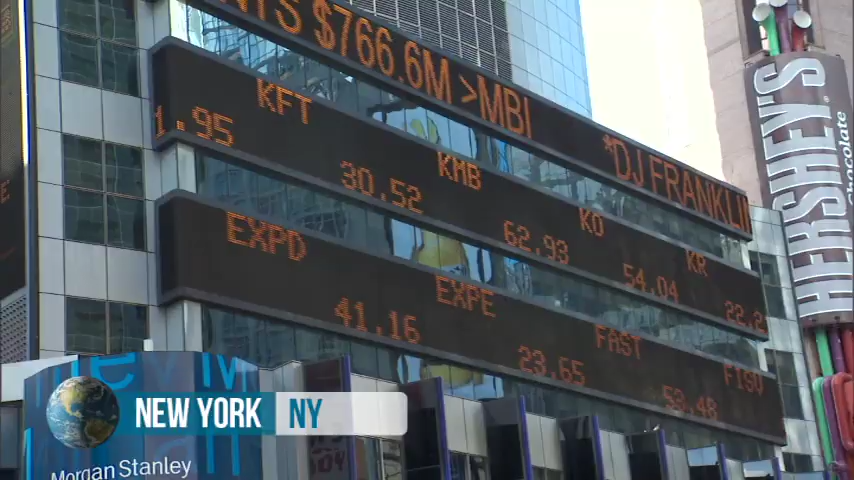 NTS $766.6M >MBI *DJ FRANKLIN
KFT KMB KO KR
1.95 30.52 62.93 54.04 22.2
EXPD EXPE FAST FISV
41.16 23.65 53.48
HERSHEY'S
chocolate
NEW YORK NY
Morgan Stanley